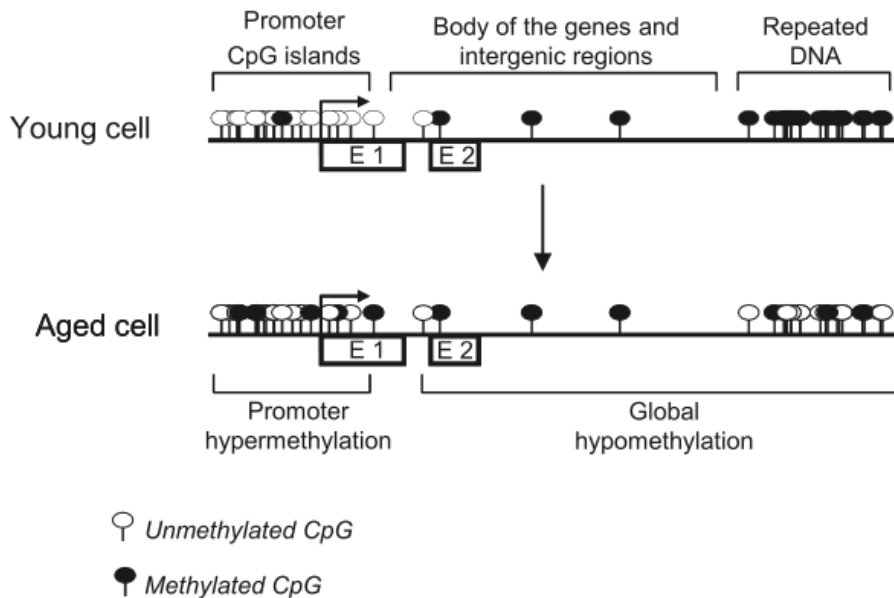 Promoter
CpG islands
Body of the genes and
intergenic regions
Repeated
DNA
Young cell
E 1
E 2
Aged cell
E 1
E 2
Promoter
hypermethylation
Global
hypomethylation
Unmethylated CpG
Methylated CpG